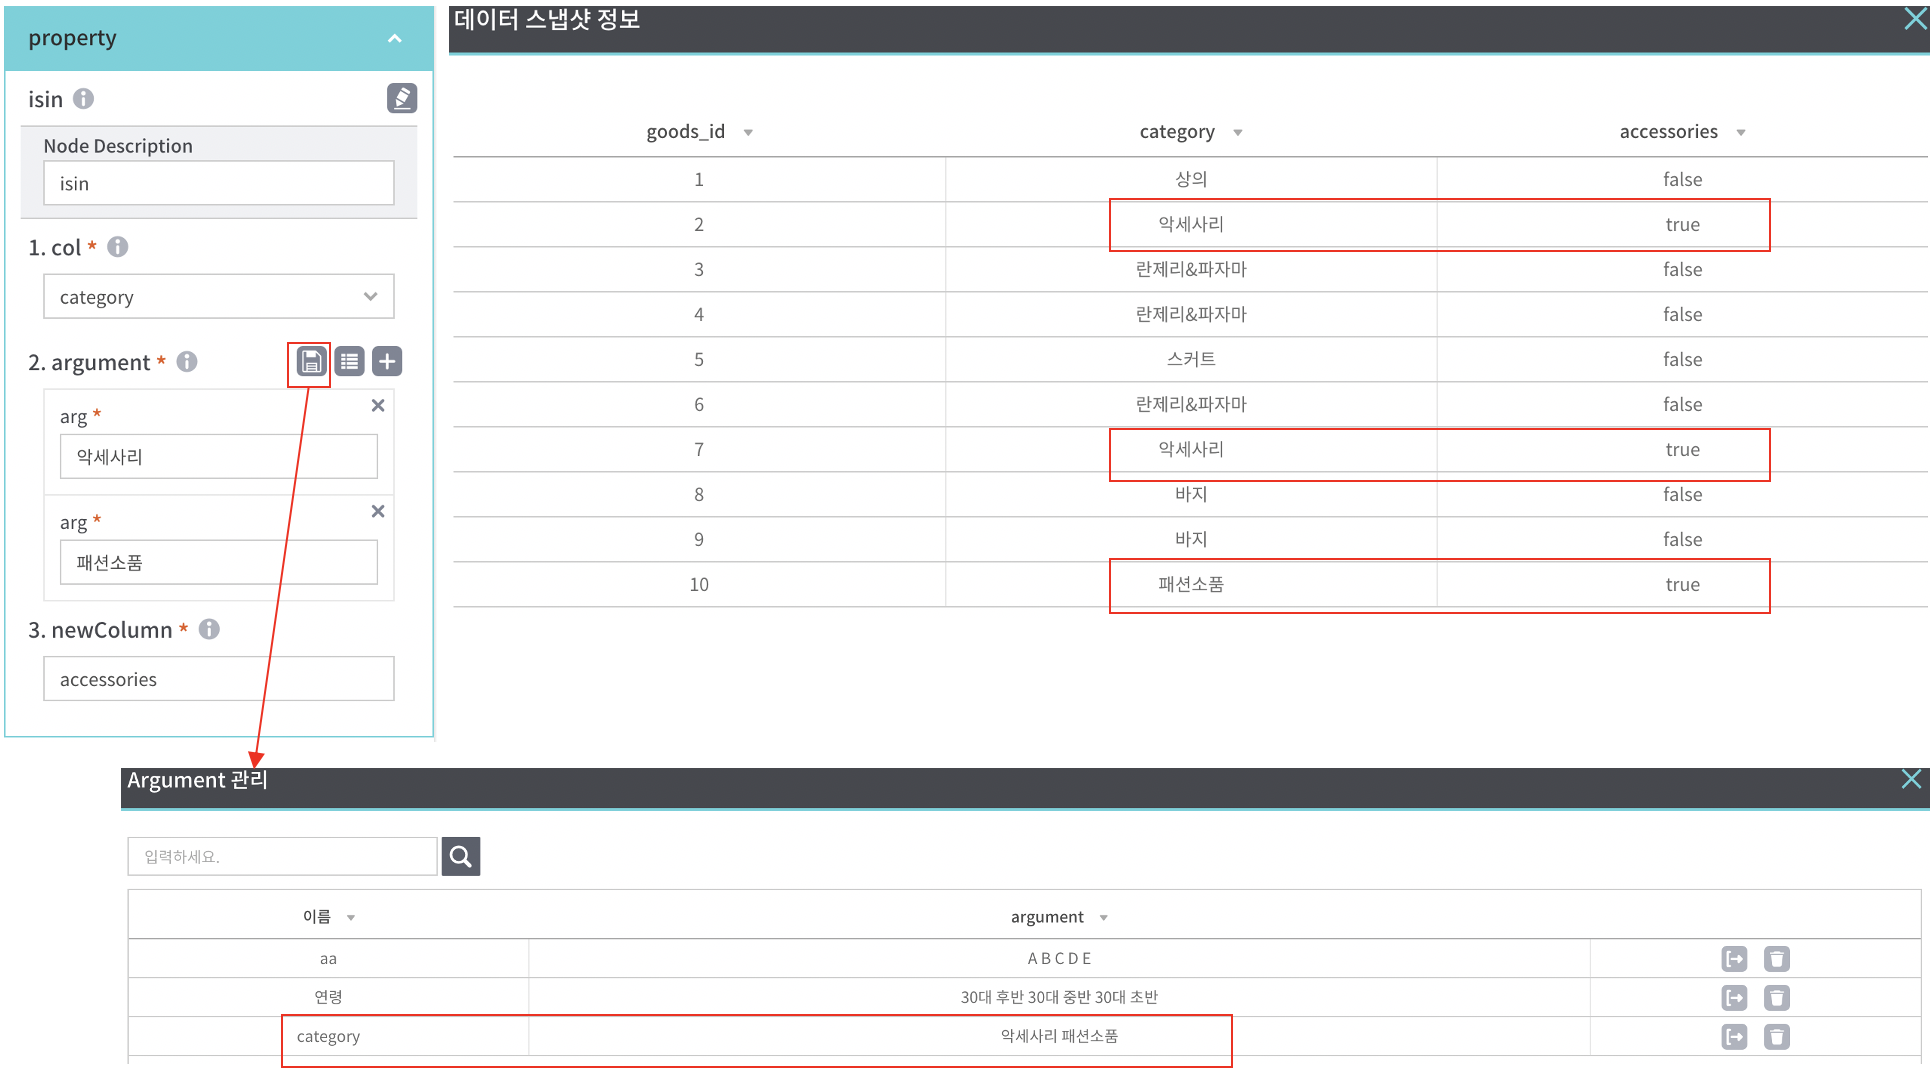 property
isin
Node Description
isin
1. col *
category
2. argument *
arg *
악세사리
arg *
패션소품
3. newColumn *
accessories
데이터 스냅샷 정보
goods_id category accessories
1 상의 false
2 악세사리 true
3 란제리&파자마 false
4 란제리&파자마 false
5 스커트 false
6 란제리&파자마 false
7 악세사리 true
8 바지 false
9 바지 false
10 패션소품 true
Argument 관리
입력하세요.
이름 argument
aa A B C D E
연령 30대 후반 30대 중반 30대 초반
category 악세사리 패션소품